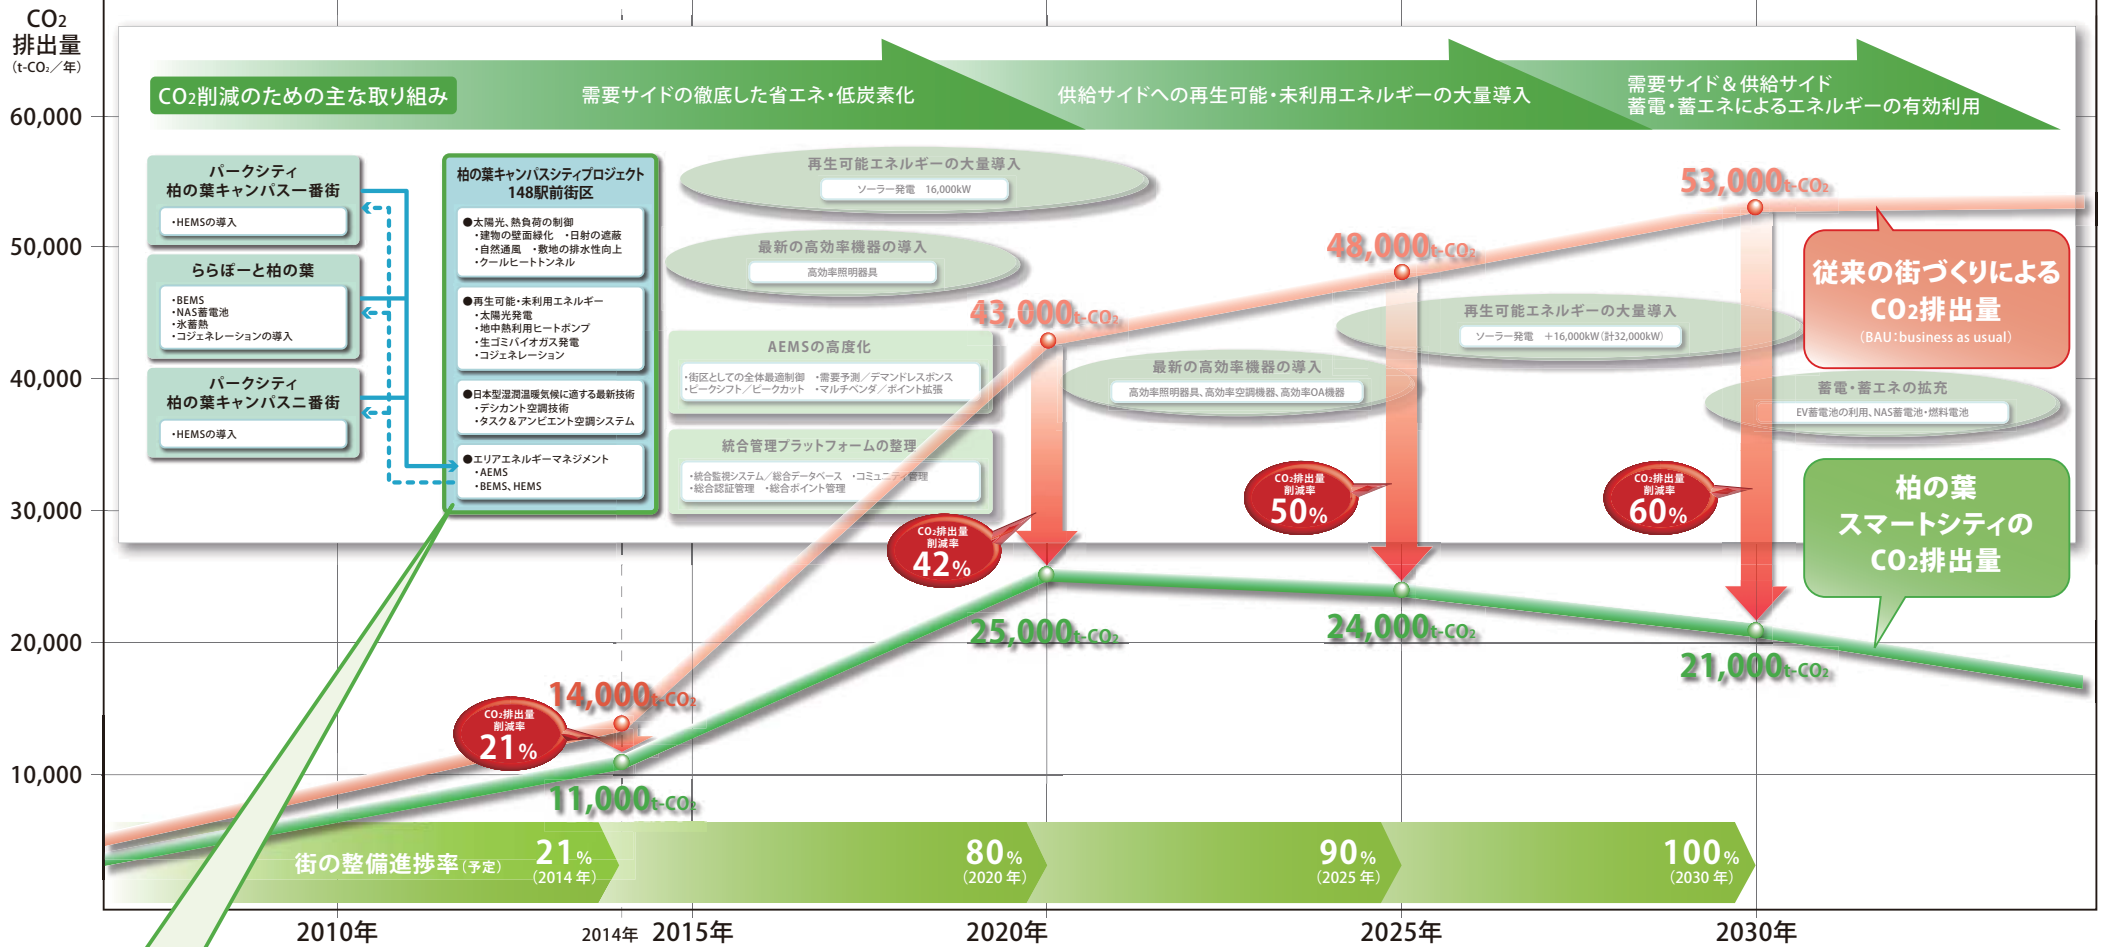 CO2
排出量
(t-CO2／年)
60,000
50,000
40,000
30,000
20,000
10,000
CO2削減のための主な取り組み
需要サイドの徹底した省エネ・低炭素化
供給サイドへの再生可能・未利用エネルギーの大量導入
需要サイド＆供給サイド
蓄電・蓄エネによるエネルギーの有効利用
パークシティ
柏の葉キャンパス一番街
・HEMSの導入
ららぽーと柏の葉
・BEMS
・NAS蓄電池
・氷蓄熱
・コジェネレーションの導入
パークシティ
柏の葉キャンパス二番街
・HEMSの導入
柏の葉キャンパスシティプロジェクト
148駅前街区
●太陽光、熱負荷の制御
・建物の壁面緑化　・日射の遮蔽
・自然通風　・敷地の排水性向上
・クールヒートトンネル
●再生可能・未利用エネルギー
・太陽光発電
・地中熱利用ヒートポンプ
・生ゴミバイオガス発電
・コジェネレーション
●日本型湿潤温暖気候に適する最新技術
・デシカント空調技術
・タスク＆アンビエント空調システム
●エリアエネルギーマネジメント
・AEMS
・BEMS、HEMS
再生可能エネルギーの大量導入
ソーラー発電　16,000kW
最新の高効率機器の導入
高効率照明器具
AEMSの高度化
・街区としての全体最適制御　・需要予測／デマンドレスポンス
・ピークシフト／ピークカット　・マルチベンダ／ポイント拡張
統合管理プラットフォームの整理
・統合監視システム／総合データベース　・コミュニティ管理
・総合認証管理　・総合ポイント管理
最新の高効率機器の導入
高効率照明器具、高効率空調機器、高効率OA機器
再生可能エネルギーの大量導入
ソーラー発電　＋16,000kW（計32,000kW）
蓄電・蓄エネの拡充
EV蓄電池の利用、NAS蓄電池・燃料電池
14,000t-CO2
43,000t-CO2
48,000t-CO2
53,000t-CO2
従来の街づくりによる
CO2排出量
（BAU：business as usual）
CO2排出量
削減率
21%
CO2排出量
削減率
42%
CO2排出量
削減率
50%
CO2排出量
削減率
60%
柏の葉
スマートシティの
CO2排出量
11,000t-CO2
25,000t-CO2
24,000t-CO2
21,000t-CO2
街の整備進捗率（予定）
21%
（2014年）
80%
（2020年）
90%
（2025年）
100%
（2030年）
2010年
2014年
2015年
2020年
2025年
2030年